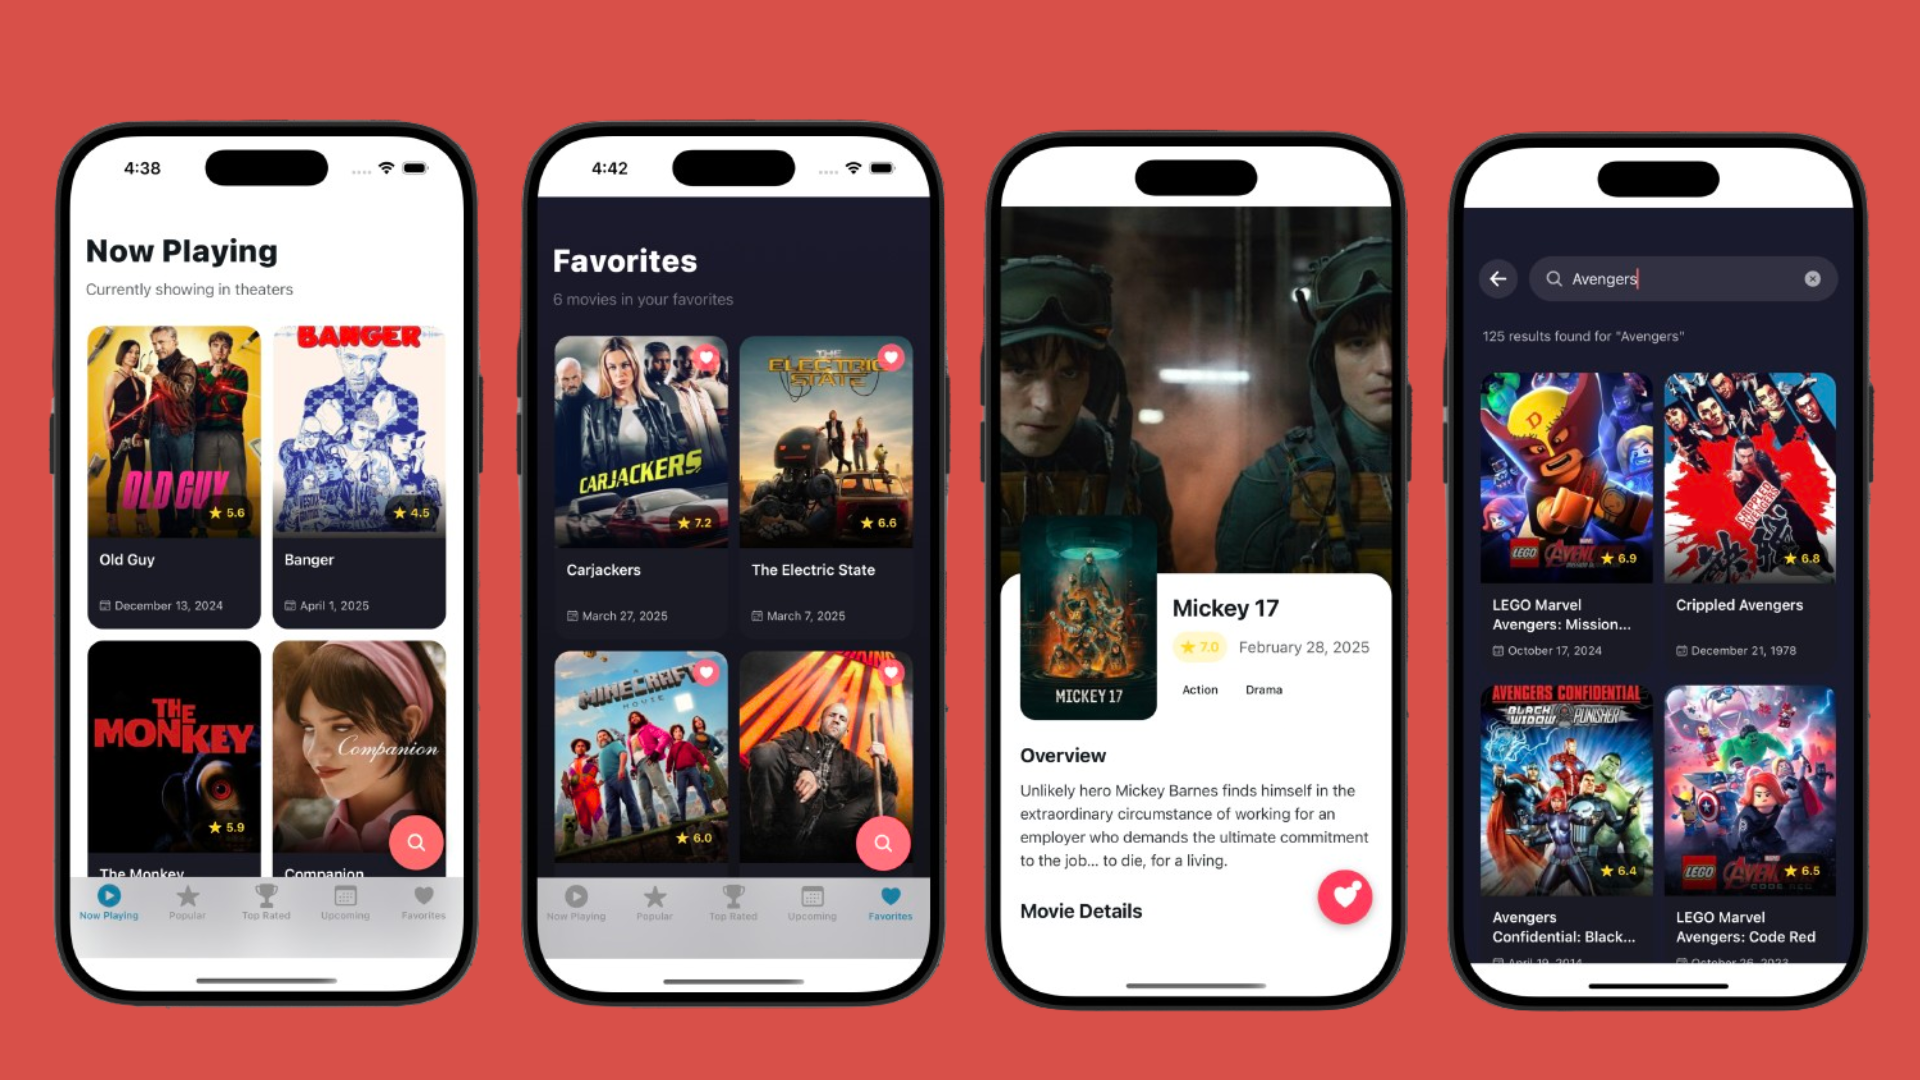 4:38
Now Playing
Currently showing in theaters
OLD GUY
5.6
Old Guy
December 13, 2024
BANGER
4.5
Banger
April 1, 2025
THE
MONKEY
5.9
The Monkey
Companion
Companion
Now Playing
Popular
Top Rated
Upcoming
Favorites
4:42
Favorites
6 movies in your favorites
CARJACKERS
7.2
Carjackers
March 27, 2025
THE
ELECTRIC
STATE
6.6
The Electric State
March 7, 2025
A
MINECRAFT
MOVIE
6.0
Now Playing
Popular
Top Rated
Upcoming
Favorites
MICKEY 17
Mickey 17
7.0
February 28, 2025
Action
Drama
Overview
Unlikely hero Mickey Barnes finds himself in the
extraordinary circumstance of working for an
employer who demands the ultimate commitment
to the job... to die, for a living.
Movie Details
Avengers
125 results found for "Avengers"
LEGO
6.9
LEGO Marvel
Avengers: Mission...
October 17, 2024
CRIPPLED
AVENGERS
6.8
Crippled Avengers
December 21, 1978
AVENGERS CONFIDENTIAL
BLACK
WIDOW
PUNISHER
6.4
Avengers
Confidential: Black...
April 19, 2014
LEGO
CODE RED
6.5
LEGO Marvel
Avengers: Code Red
October 26, 2023